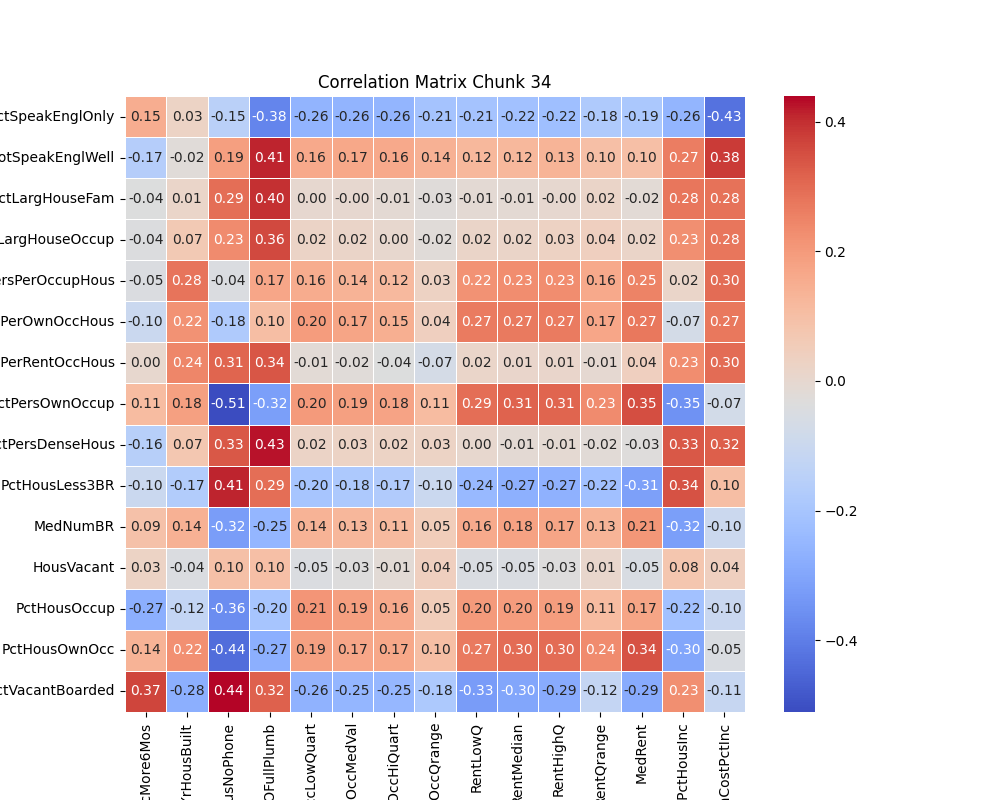 Correlation Matrix Chunk 34
ctSpeakEnglOnly 0.15 0.03 -0.15 -0.38 -0.26 -0.26 -0.26 -0.21 -0.21 -0.22 -0.22 -0.18 -0.19 -0.26 -0.43
otSpeakEnglWell -0.17 -0.02 0.19 0.41 0.16 0.17 0.16 0.14 0.12 0.12 0.13 0.10 0.10 0.27 0.38
ctLargHouseFam -0.04 0.01 0.29 0.40 0.00 -0.00 -0.01 -0.03 -0.01 -0.01 -0.00 0.02 -0.02 0.28 0.28
LargHouseOccup -0.04 0.07 0.23 0.36 0.02 0.02 0.00 -0.02 0.02 0.02 0.03 0.04 0.02 0.23 0.28
ersPerOccupHous -0.05 0.28 -0.04 0.17 0.16 0.14 0.12 0.03 0.22 0.23 0.23 0.16 0.25 0.02 0.30
PerOwnOccHous -0.10 0.22 -0.18 0.10 0.20 0.17 0.15 0.04 0.27 0.27 0.27 0.17 0.27 -0.07 0.27
PerRentOccHous 0.00 0.24 0.31 0.34 -0.01 -0.02 -0.04 -0.07 0.02 0.01 0.01 -0.01 0.04 0.23 0.30
ctPersOwnOccup 0.11 0.18 -0.51 -0.32 0.20 0.19 0.18 0.11 0.29 0.31 0.31 0.23 0.35 -0.35 -0.07
tPersDenseHous -0.16 0.07 0.33 0.43 0.02 0.03 0.02 0.03 0.00 -0.01 -0.01 -0.02 -0.03 0.33 0.32
PctHousLess3BR -0.10 -0.17 0.41 0.29 -0.20 -0.18 -0.17 -0.10 -0.24 -0.27 -0.27 -0.22 -0.31 0.34 0.10
MedNumBR 0.09 0.14 -0.32 -0.25 0.14 0.13 0.11 0.05 0.16 0.18 0.17 0.13 0.21 -0.32 -0.10
HousVacant 0.03 -0.04 0.10 0.10 -0.05 -0.03 -0.01 0.04 -0.05 -0.05 -0.03 0.01 -0.05 0.08 0.04
PctHousOccup -0.27 -0.12 -0.36 -0.20 0.21 0.19 0.16 0.05 0.20 0.20 0.19 0.11 0.17 -0.22 -0.10
PctHousOwnOcc 0.14 0.22 -0.44 -0.27 0.19 0.17 0.17 0.10 0.27 0.30 0.30 0.24 0.34 -0.30 -0.05
ctVacantBoarded 0.37 -0.28 0.44 0.32 -0.26 -0.25 -0.25 -0.18 -0.33 -0.30 -0.29 -0.12 -0.29 0.23 -0.11
cMore6Mos
YrHousBuilt
usNoPhone
OFullPlumb
ccLowQuart
OccMedVal
OccHiQuart
OccQrange
RentLowQ
RentMedian
RentHighQ
RentQrange
MedRent
PctHousInc
nCostPctInc
0.4
0.2
0.0
−0.2
−0.4